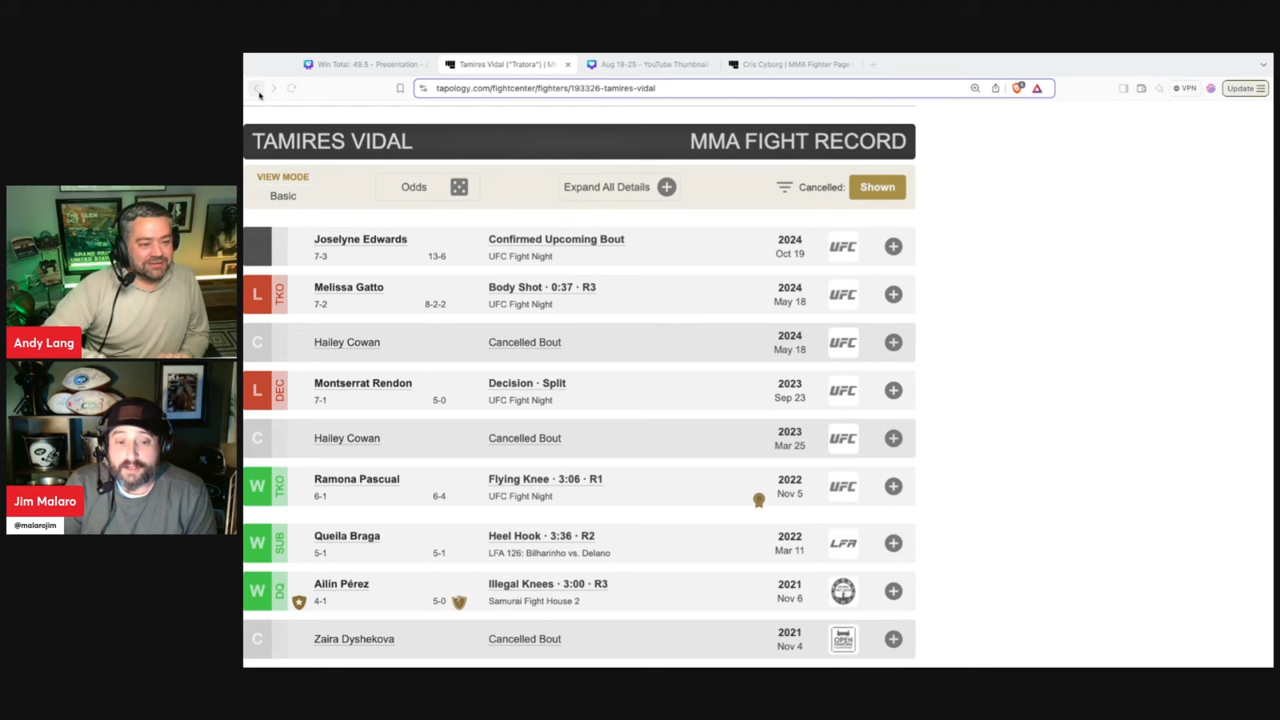 Win Total: 49.5 - Presentation - C
Tamires Vidal ("Tratora") | M
Aug 19-25 - YouTube Thumbnail
Cris Cyborg | MMA Fighter Page
tapology.com/fightcenter/fighters/193326-tamires-vidal
VPN
Update
TAMIRES VIDAL
MMA FIGHT RECORD
VIEW MODE
Basic
Odds
Expand All Details
Cancelled:
Shown
Joselyne Edwards
7-3
13-6
Confirmed Upcoming Bout
UFC Fight Night
2024
Oct 19
UFC
L
TKO
Melissa Gatto
7-2
8-2-2
Body Shot · 0:37 · R3
UFC Fight Night
2024
May 18
UFC
C
Hailey Cowan
Cancelled Bout
2024
May 18
UFC
L
DEC
Montserrat Rendon
7-1
5-0
Decision · Split
UFC Fight Night
2023
Sep 23
UFC
C
Hailey Cowan
Cancelled Bout
2023
Mar 25
UFC
W
TKO
Ramona Pascual
6-1
6-4
Flying Knee · 3:06 · R1
UFC Fight Night
2022
Nov 5
UFC
W
SUB
Queila Braga
5-1
5-1
Heel Hook · 3:36 · R2
LFA 126: Bilharinho vs. Delano
2022
Mar 11
LFA
W
DQ
Ailín Pérez
4-1
5-0
Illegal Knees · 3:00 · R3
Samurai Fight House 2
2021
Nov 6
C
Zaira Dyshekova
Cancelled Bout
2021
Nov 4
OPEN
THE GLEN
GRAND PRIX
UNITED STATES
Andy Lang
JETS
Jim Malaro
@malarojim